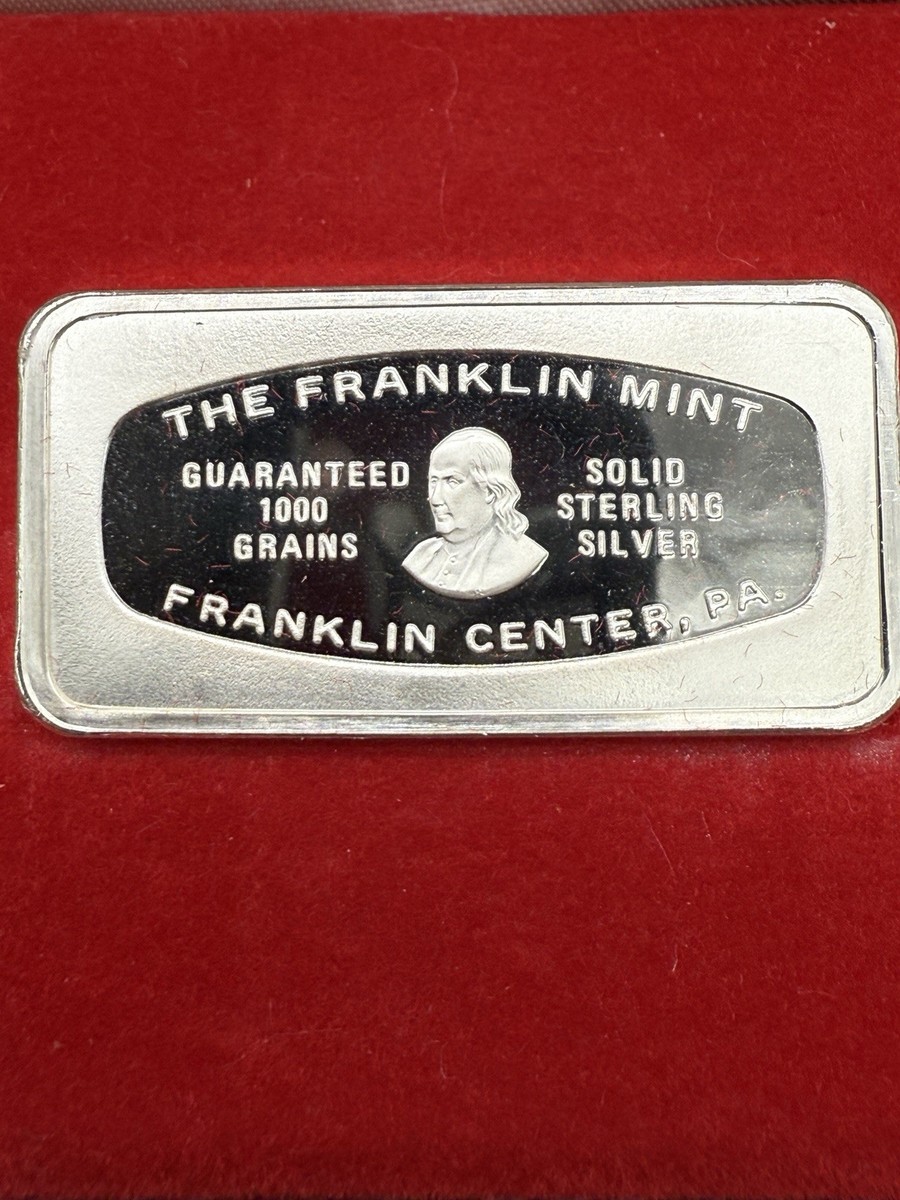 THE FRANKLIN MINT
GUARANTEED
1000
GRAINS
SOLID
STERLING
SILVER
FRANKLIN CENTER, PA.